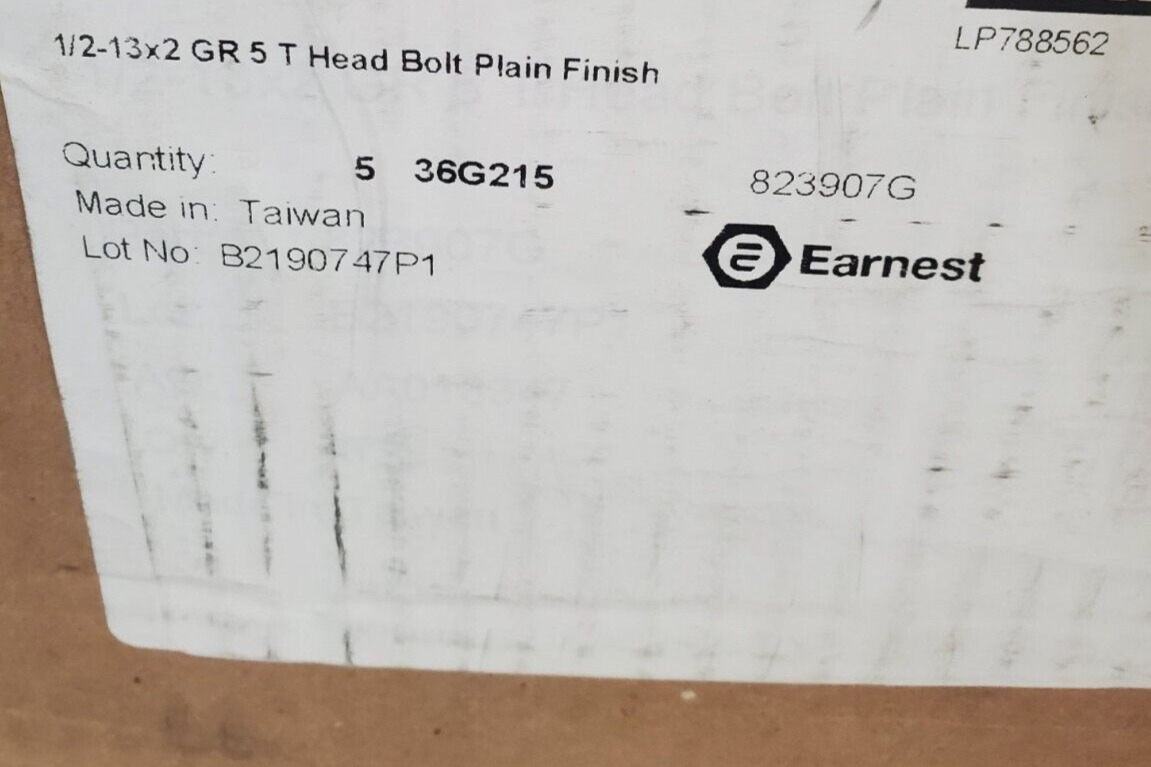 LP788562
1/2-13x2 GR 5 T Head Bolt Plain Finish
Quantity: 5 36G215 823907G
Made in: Taiwan
Lot No: B2190747P1
Earnest